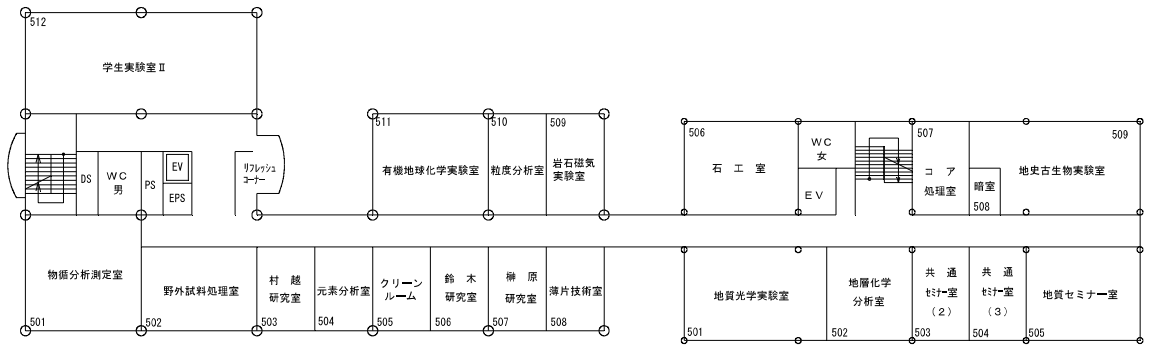 512
学生実験室Ⅱ
511
有機地球化学実験室
510
粒度分析室
509
岩石磁気
実験室
506
石工室
WC
女
EV
507
コア
処理室
暗室
508
509
地史古生物実験室
DS
WC
男
PS
EV
EPS
リフレッシュ
コーナー
物循分析測定室
501
野外試料処理室
502
村越
研究室
503
元素分析室
504
クリーン
ルーム
505
鈴木
研究室
506
榊原
研究室
507
薄片技術室
508
地質光学実験室
501
地層化学
分析室
502
共通
セミナー室
(2)
503
共通
セミナー室
(3)
504
地質セミナー室
505